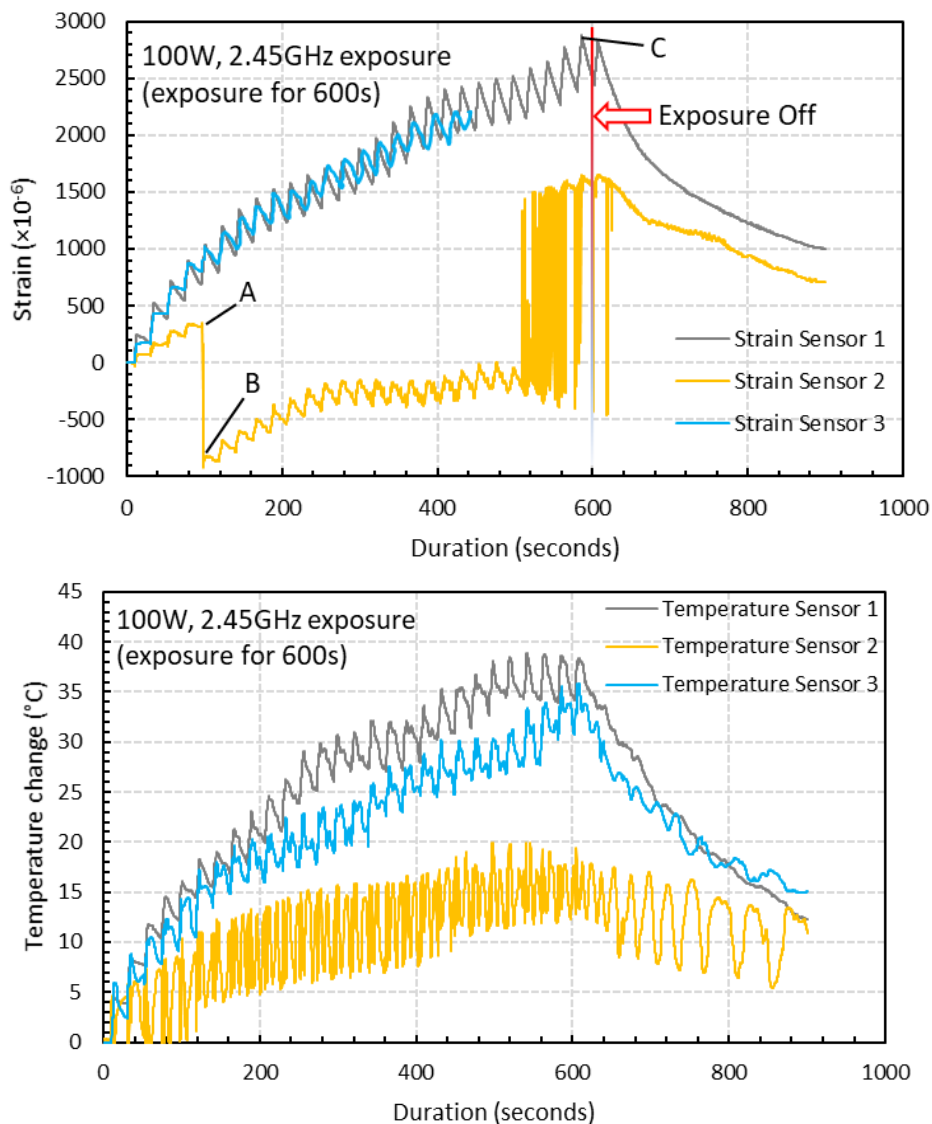 3000
2500
2000
1500
1000
500
0
-500
-1000
Strain (×10⁻⁶)
100W, 2.45GHz exposure
(exposure for 600s)
C
Exposure Off
A
B
Strain Sensor 1
Strain Sensor 2
Strain Sensor 3
0 200 400 600 800 1000
Duration (seconds)
45
40
35
30
25
20
15
10
5
0
Temperature change (°C)
100W, 2.45GHz exposure
(exposure for 600s)
Temperature Sensor 1
Temperature Sensor 2
Temperature Sensor 3
0 200 400 600 800 1000
Duration (seconds)